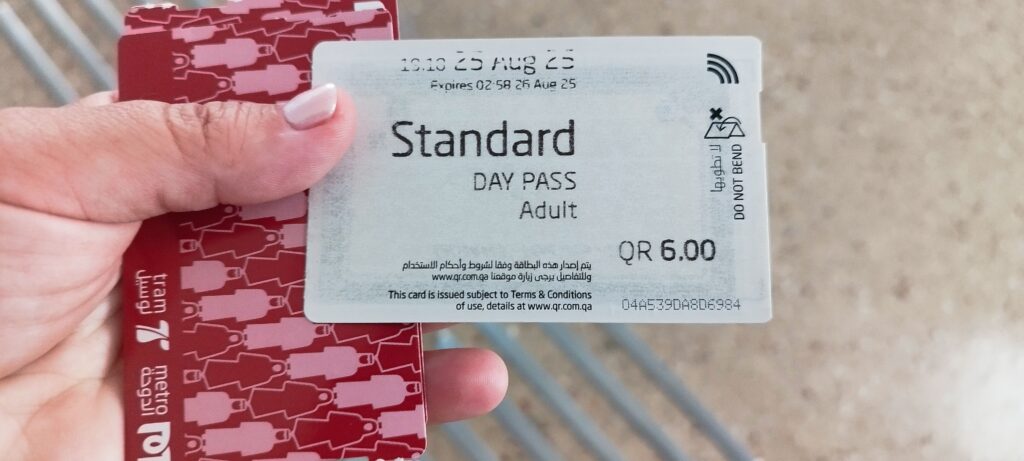 25 Aug 25
Expires 02:58 26 Aug 25
Standard
DAY PASS
Adult
QR 6.00
لا تطويها
DO NOT BEND
يتم إصدار هذه البطاقة وفقا لشروط وأحكام الاستخدام
وللتفاصيل يرجى زيارة موقعنا www.qr.com.qa
This card is issued subject to Terms & Conditions
of use, details at www.qr.com.qa
04A539DA8D6984
tram
لوسيل
metro
الدوحة